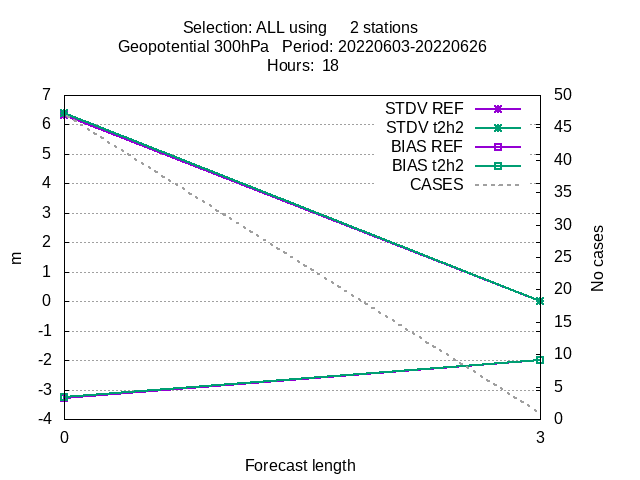 Selection: ALL using     2 stations
Geopotential 300hPa   Period: 20220603-20220626
Hours:  18
7
6
5
4
3
2
1
0
-1
-2
-3
-4
m
50
45
40
35
30
25
20
15
10
5
0
No cases
STDV REF
STDV t2h2
BIAS REF
BIAS t2h2
CASES
0
3
Forecast length